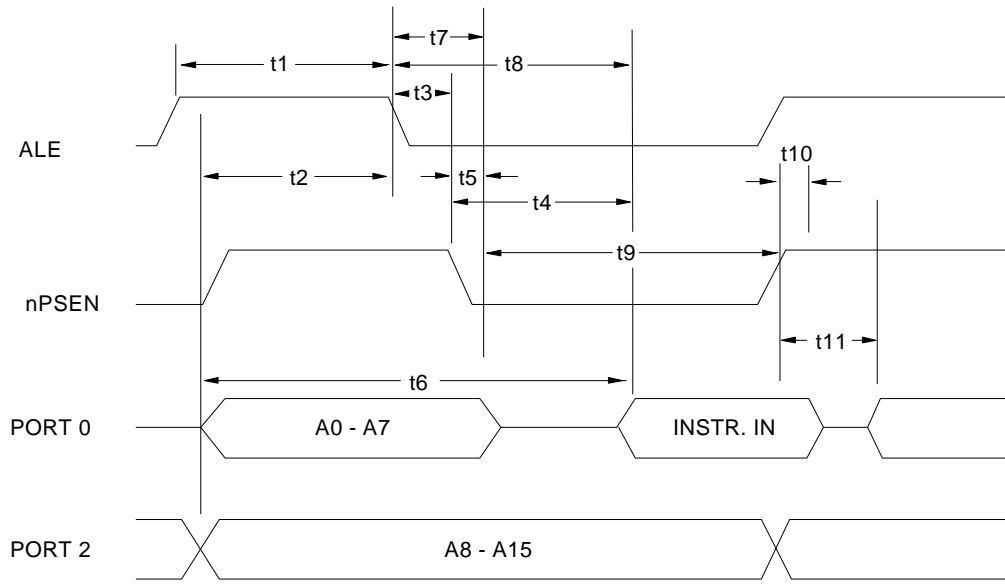 t7
t1
t8
t3
ALE
t10
t2
t5
t4
t9
nPSEN
t11
t6
PORT 0
A0 - A7
INSTR. IN
PORT 2
A8 - A15